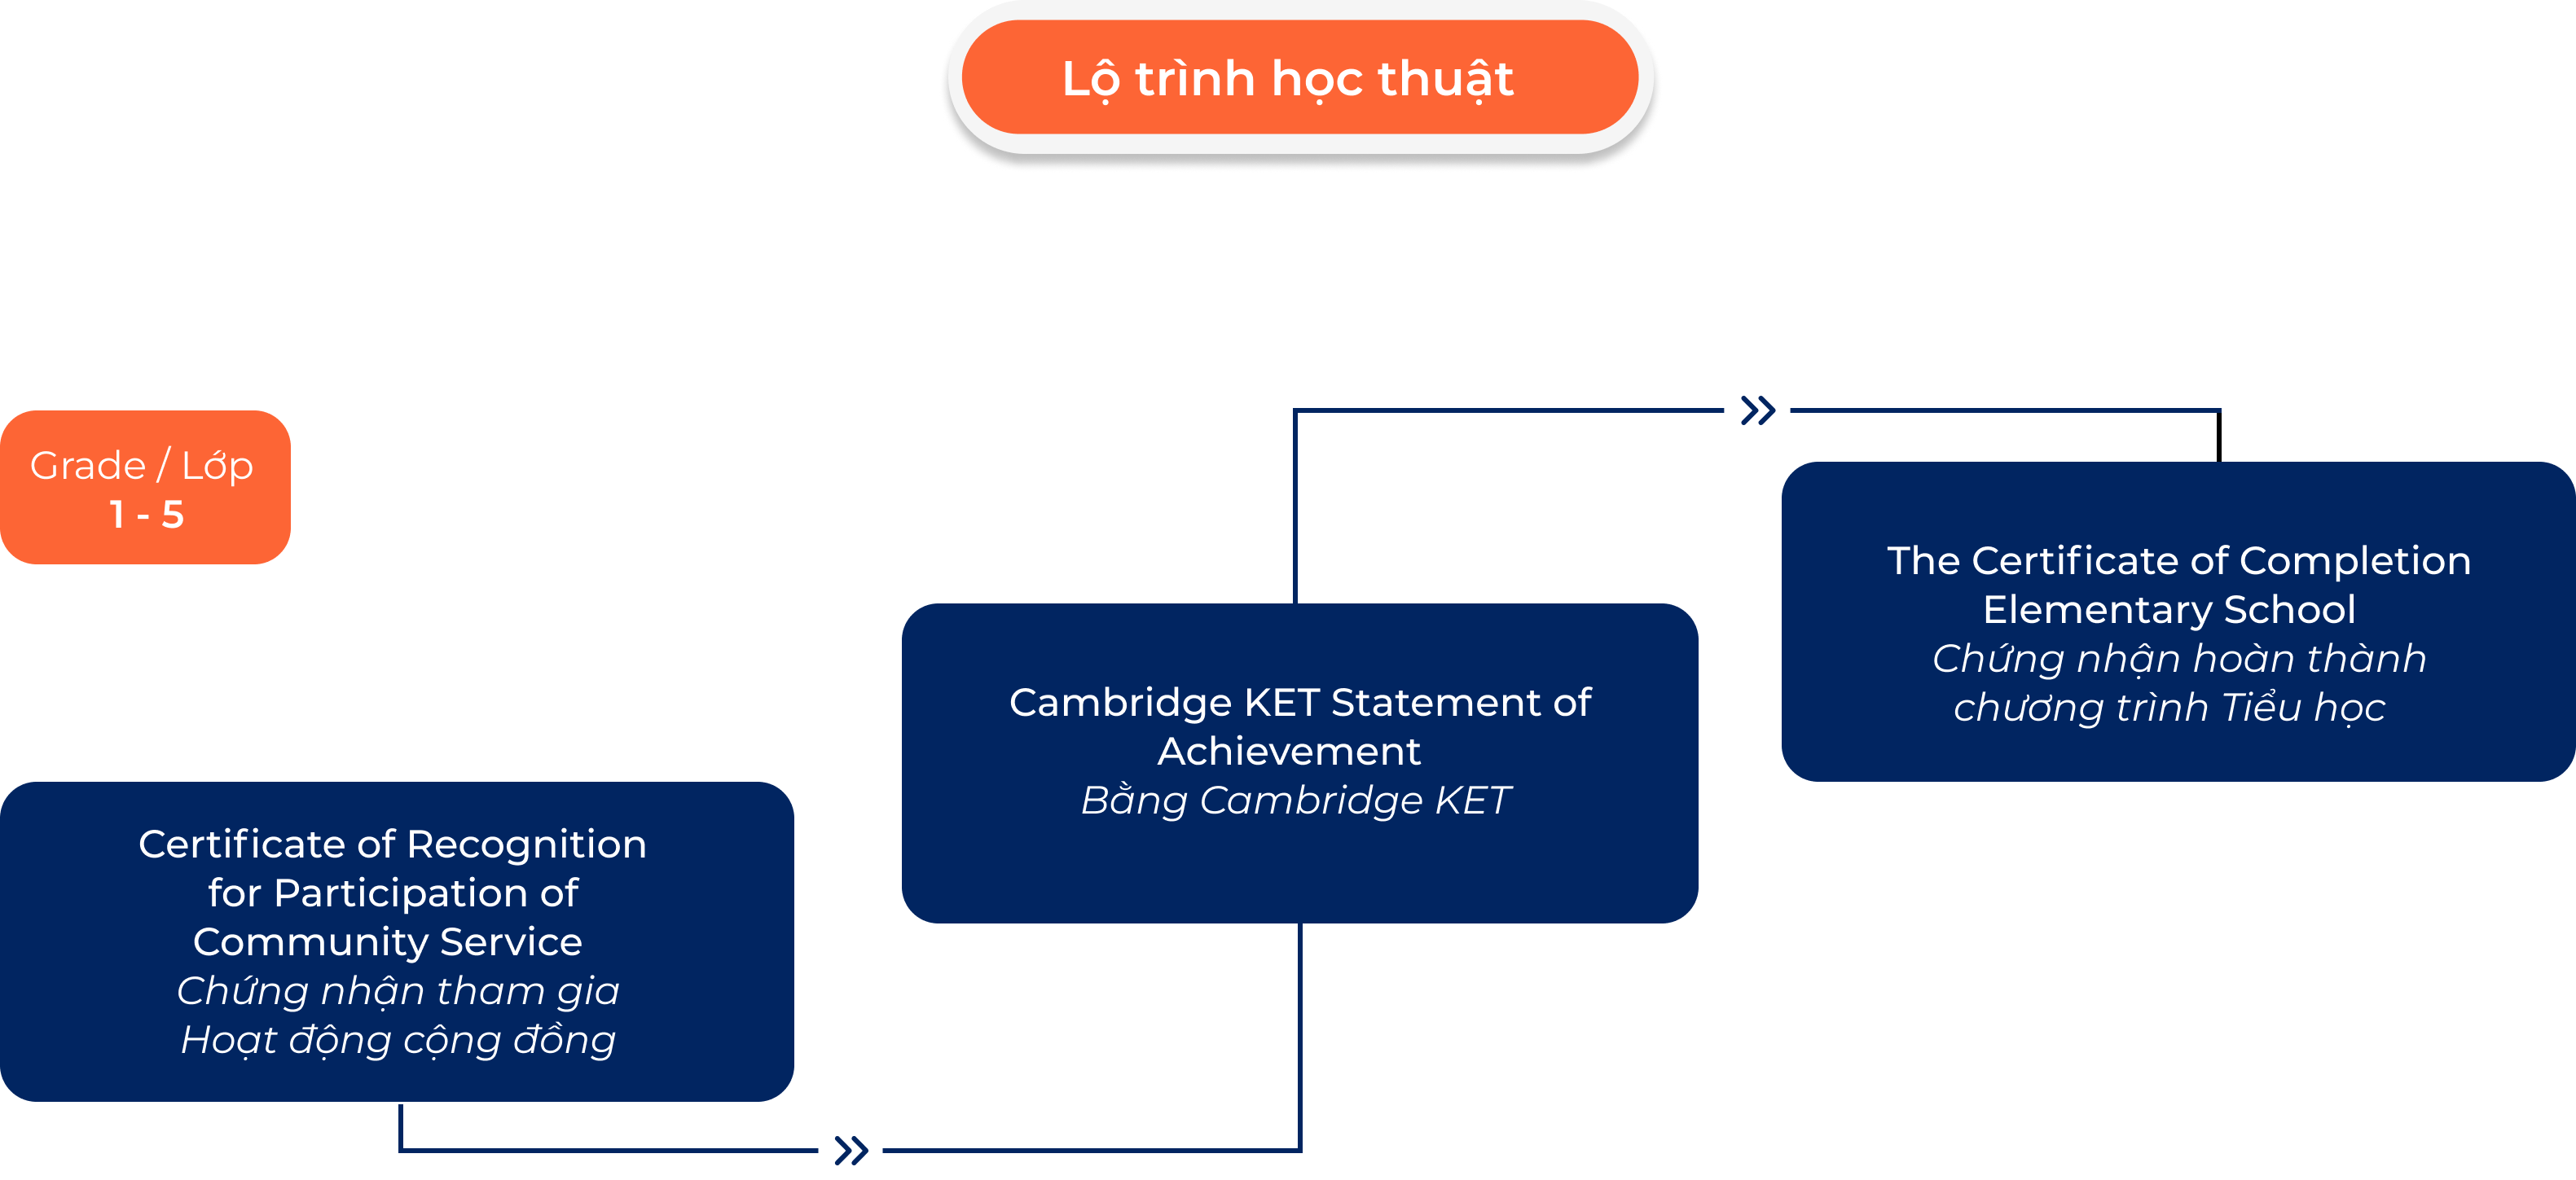 Lộ trình học thuật
Grade / Lớp
1 - 5
Certificate of Recognition
for Participation of
Community Service
Chứng nhận tham gia
Hoạt động cộng đồng
Cambridge KET Statement of
Achievement
Bằng Cambridge KET
The Certificate of Completion
Elementary School
Chứng nhận hoàn thành
chương trình Tiểu học